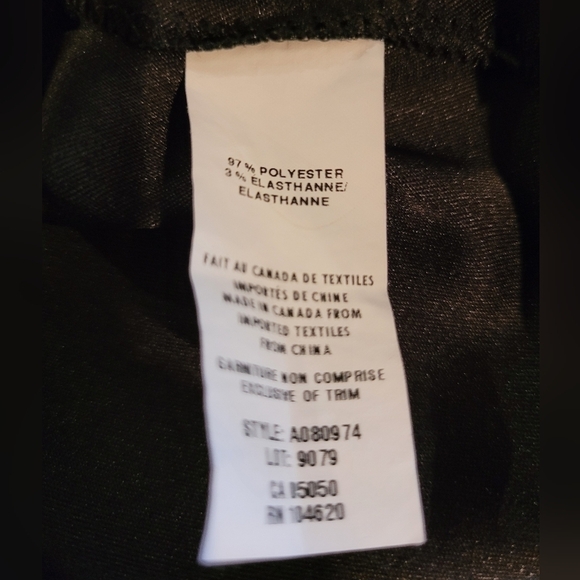 97% POLYESTER
3% ELASTHANNE/
ELASTHANNE
FAIT AU CANADA DE TEXTILES
IMPORTÉS DE CHINE
MADE IN CANADA FROM
IMPORTED TEXTILES
FROM CHINA
GARNITURE NON COMPRISE
EXCLUSIVE OF TRIM
STYLE: A080974
LOT: 9079
CA 05050
RN 104620